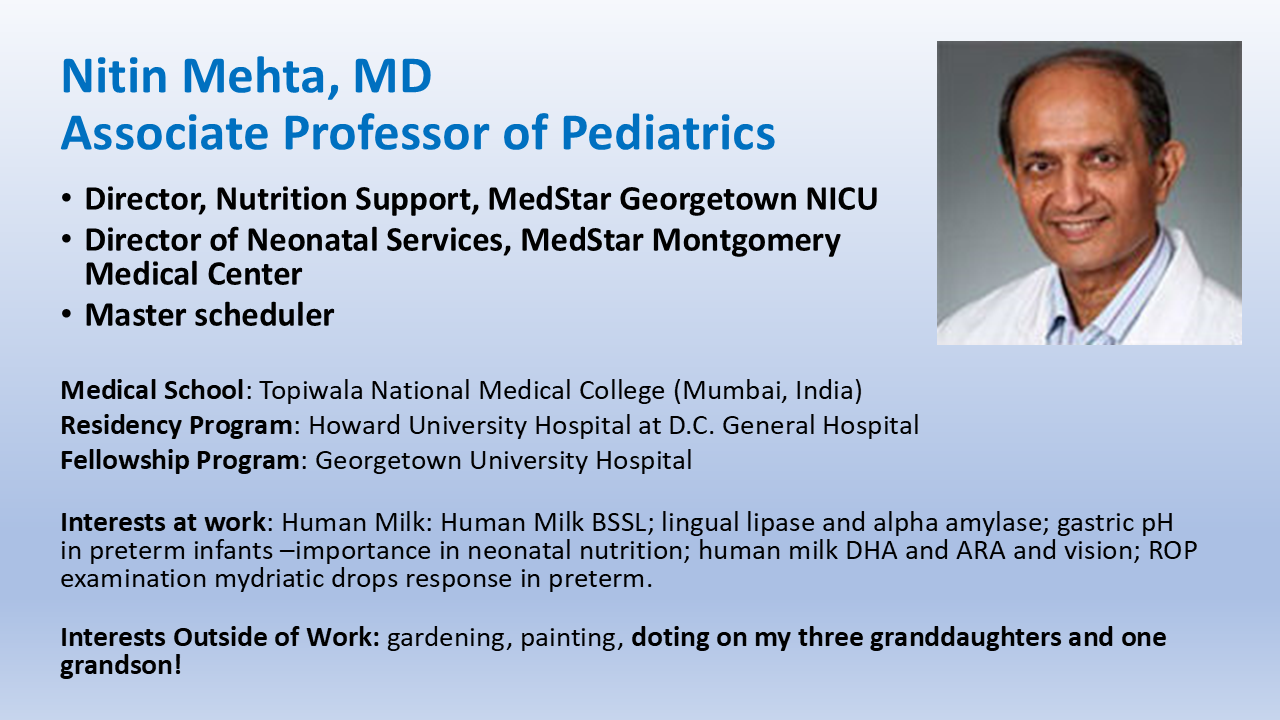 Nitin Mehta, MD
Associate Professor of Pediatrics
• Director, Nutrition Support, MedStar Georgetown NICU
• Director of Neonatal Services, MedStar Montgomery
Medical Center
• Master scheduler
Medical School: Topiwala National Medical College (Mumbai, India)
Residency Program: Howard University Hospital at D.C. General Hospital
Fellowship Program: Georgetown University Hospital
Interests at work: Human Milk: Human Milk BSSL; lingual lipase and alpha amylase; gastric pH
in preterm infants –importance in neonatal nutrition; human milk DHA and ARA and vision; ROP
examination mydriatic drops response in preterm.
Interests Outside of Work: gardening, painting, doting on my three granddaughters and one
grandson!